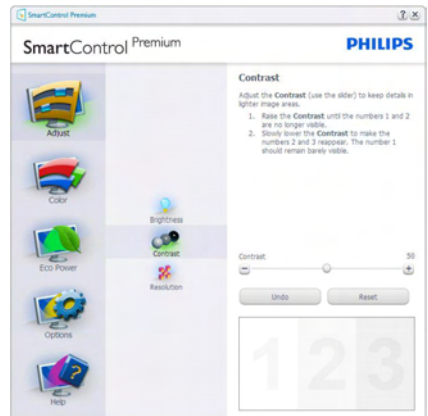 SmartControl Premium
SmartControl Premium
PHILIPS
Adjust
Color
Eco Power
Options
Help
Brightness
Contrast
Resolution
Contrast
Adjust the Contrast (use the slider) to keep details in
lighter image areas.
1. Raise the Contrast until the numbers 1 and 2
are no longer visible.
2. Slowly lower the Contrast to make the
numbers 2 and 3 reappear. The number 1
should remain barely visible.
Contrast 50
Undo Reset
1 2 3